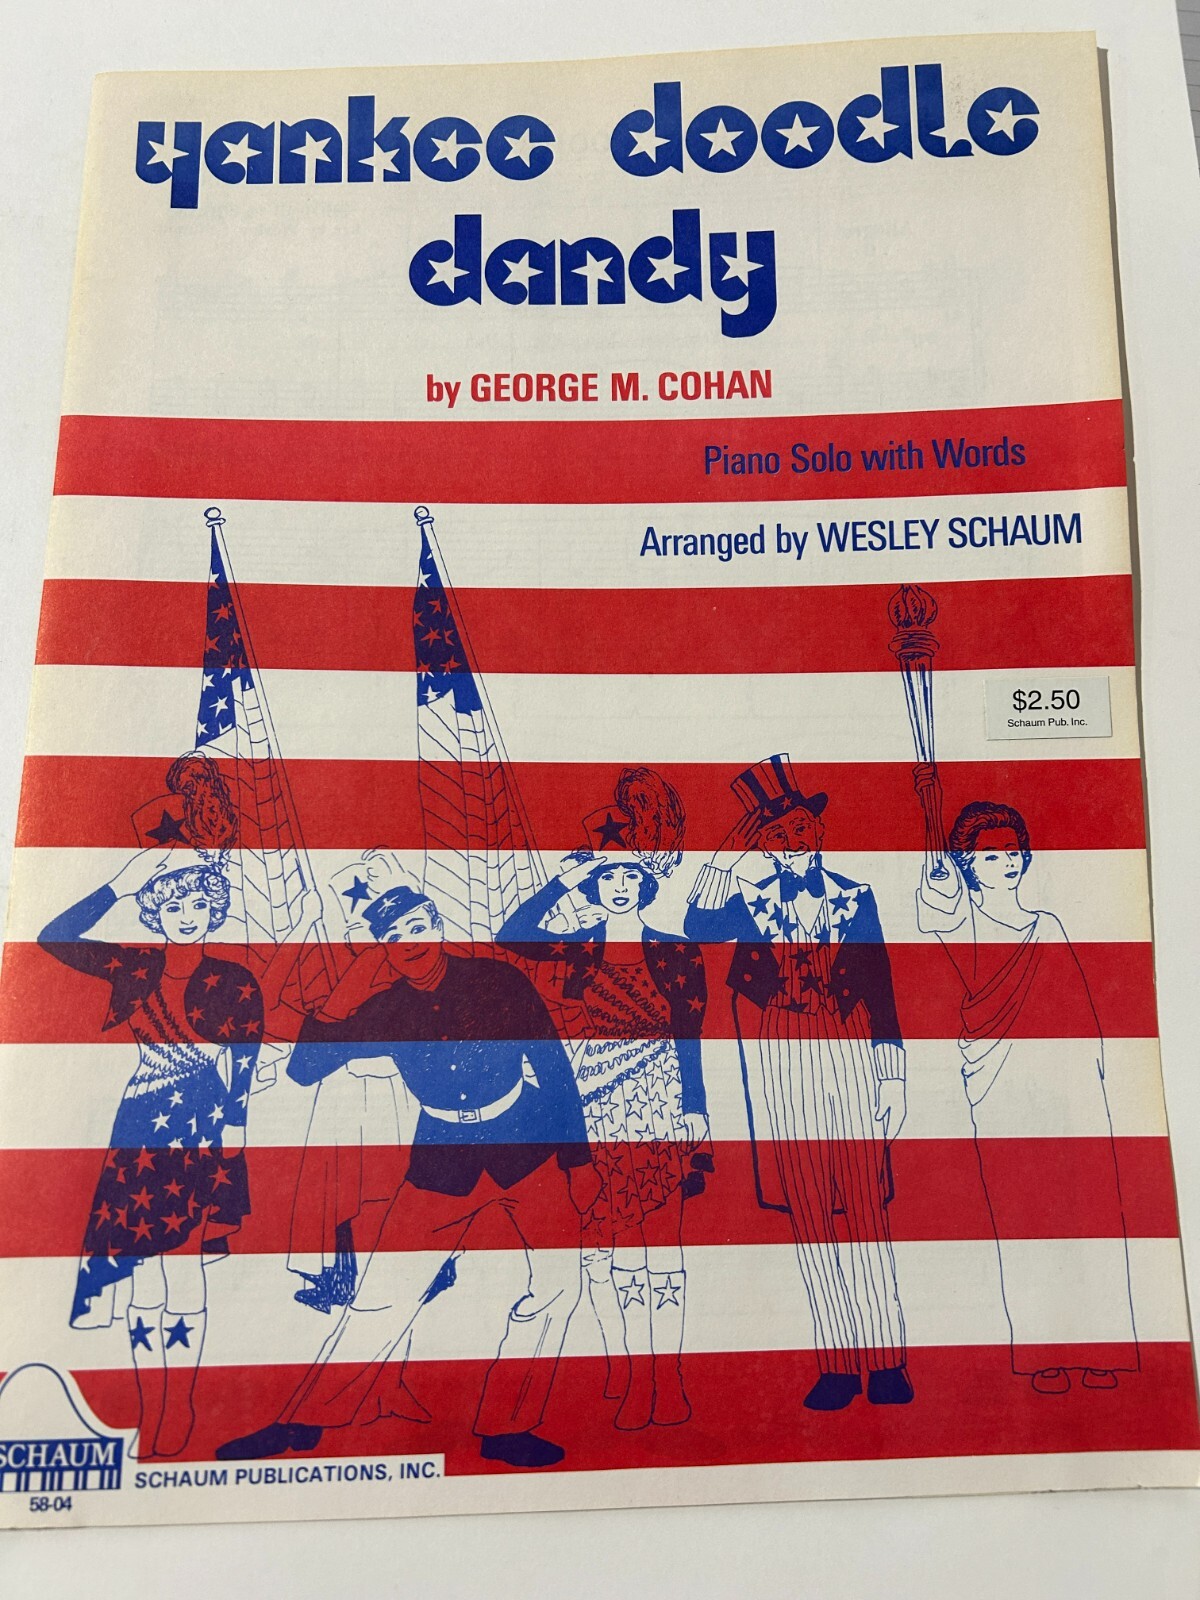 yankee doodle
dandy
by GEORGE M. COHAN
Piano Solo with Words
Arranged by WESLEY SCHAUM
$2.50
Schaum Pub. Inc.
SCHAUM
SCHAUM PUBLICATIONS, INC.
58-04